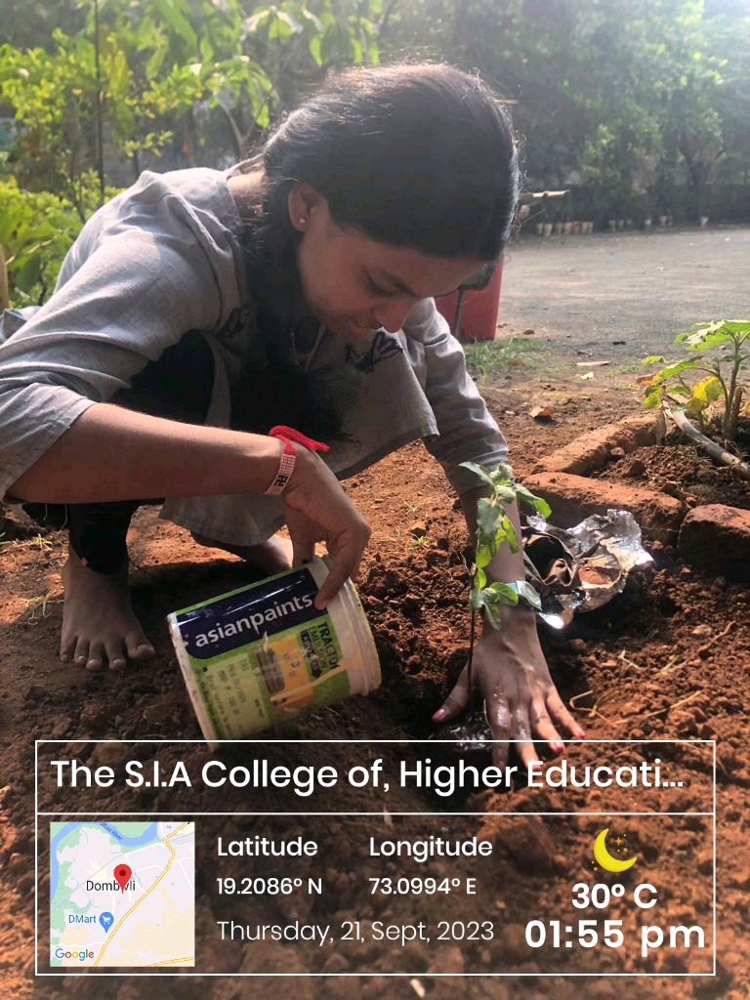 asianpaints
TRACTOR
EMULSION
The S.I.A College of, Higher Educati...
Latitude
Longitude
19.2086° N
73.0994° E
Thursday, 21, Sept, 2023
30° C
01:55 pm
Dombivli
DMart
Google